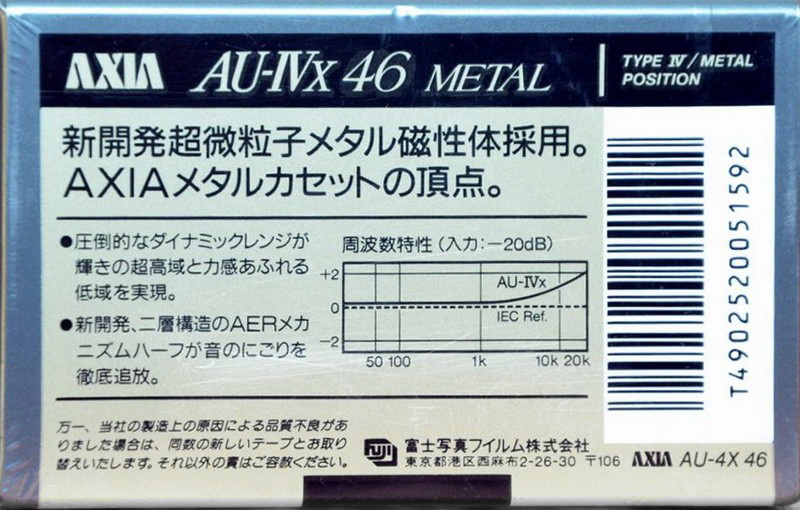 AXIA AU-IVx 46 METAL
TYPE IV / METAL
POSITION
新開発超微粒子メタル磁性体採用。
AXIAメタルカセットの頂点。
●圧倒的なダイナミックレンジが
輝きの超高域と力感あふれる
低域を実現。
●新開発、二層構造のAERメカ
ニズムハーフが音のにごりを
徹底追放。
周波数特性(入力:−20dB)
+2
AU-IVx
0
IEC Ref.
−2
50 100 1k 10k 20k
T4902520051592
万一、当社の製造上の原因による品質不良があ
りました場合は、同数の新しいテープとお取り
替えいたします。それ以外の責はご容赦ください。
FUJI 富士写真フイルム株式会社
東京都港区西麻布2-26-30 〒106
AXIA AU-4X 46